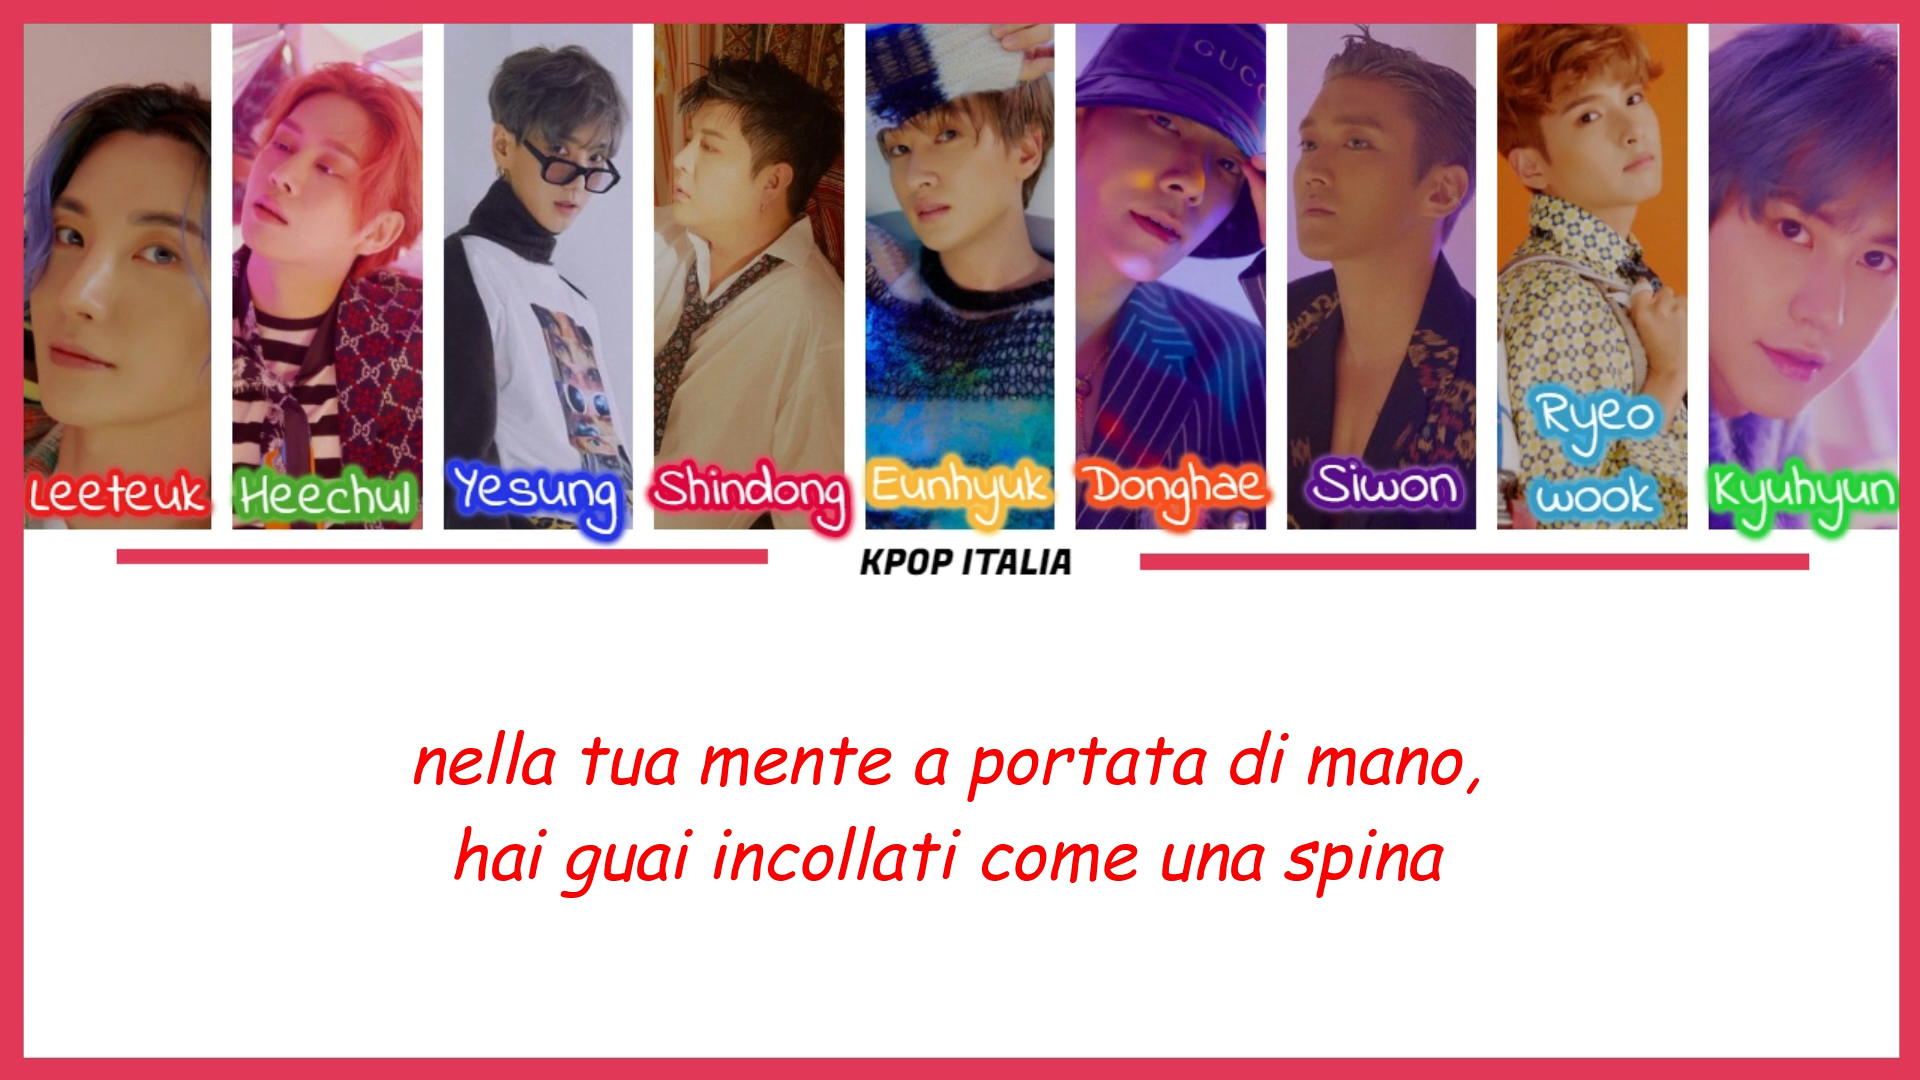 GUCC
Leeteuk
Heechul
Yesung
Shindong
Eunhyuk
Donghae
Siwon
Ryeo
wook
Kyuhyun
KPOP ITALIA
nella tua mente a portata di mano,
hai guai incollati come una spina